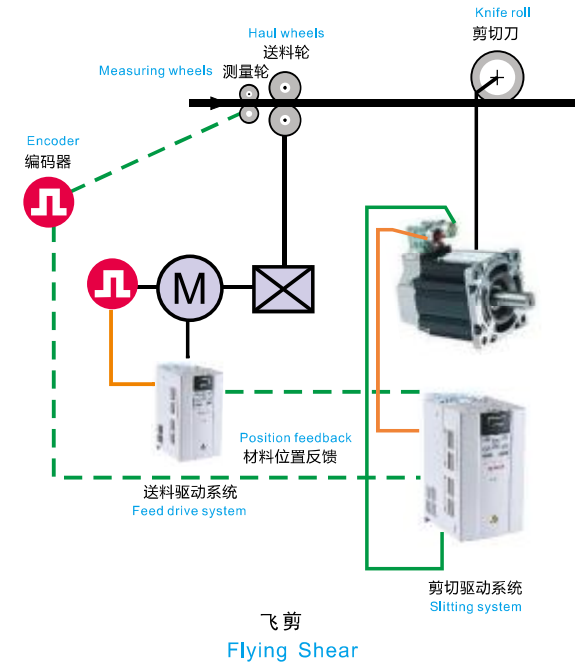 Knife roll
剪切刀
Haul wheels
送料轮
Measuring wheels 测量轮
Encoder
编码器
M
Position feedback
材料位置反馈
送料驱动系统
Feed drive system
剪切驱动系统
Slitting system
飞剪
Flying Shear